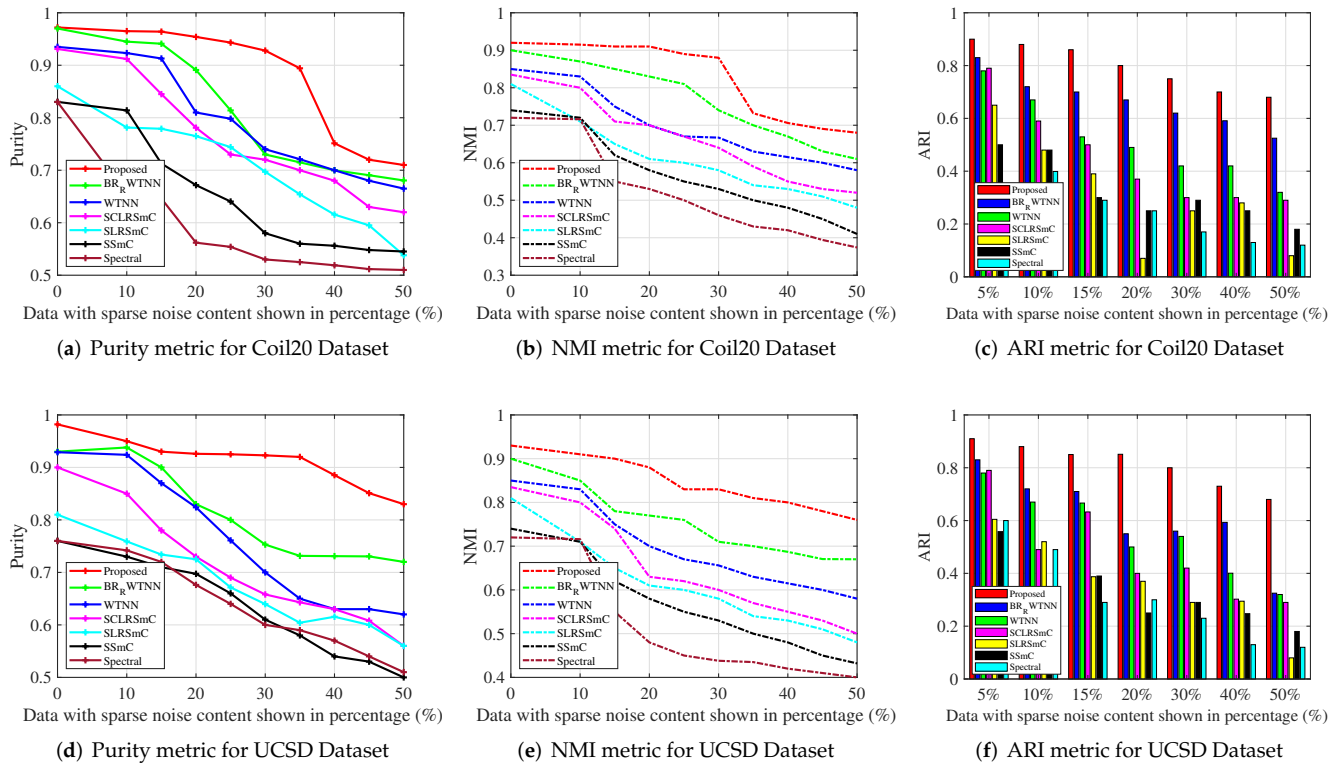 1
0.9
0.8
0.7
0.6
0.5
Purity
Proposed
BR_RWTNN
WTNN
SCLRSmC
SLRSmC
SSmC
Spectral
0 10 20 30 40 50
Data with sparse noise content shown in percentage (%)
(a) Purity metric for Coil20 Dataset
1
0.9
0.8
0.7
0.6
0.5
0.4
0.3
NMI
Proposed
BR_RWTNN
WTNN
SCLRSmC
SLRSmC
SSmC
Spectral
0 10 20 30 40 50
Data with sparse noise content shown in percentage (%)
(b) NMI metric for Coil20 Dataset
1
0.8
0.6
0.4
0.2
0
ARI
Proposed
BR_RWTNN
WTNN
SCLRSmC
SLRSmC
SSmC
Spectral
5% 10% 15% 20% 30% 40% 50%
Data with sparse noise content shown in percentage (%)
(c) ARI metric for Coil20 Dataset
1
0.9
0.8
0.7
0.6
0.5
Purity
Proposed
BR_RWTNN
WTNN
SCLRSmC
SLRSmC
SSmC
Spectral
0 10 20 30 40 50
Data with sparse noise content shown in percentage (%)
(d) Purity metric for UCSD Dataset
1
0.9
0.8
0.7
0.6
0.5
0.4
NMI
Proposed
BR_RWTNN
WTNN
SCLRSmC
SLRSmC
SSmC
Spectral
0 10 20 30 40 50
Data with sparse noise content shown in percentage (%)
(e) NMI metric for UCSD Dataset
1
0.8
0.6
0.4
0.2
0
ARI
Proposed
BR_RWTNN
WTNN
SCLRSmC
SLRSmC
SSmC
Spectral
5% 10% 15% 20% 30% 40% 50%
Data with sparse noise content shown in percentage (%)
(f) ARI metric for UCSD Dataset